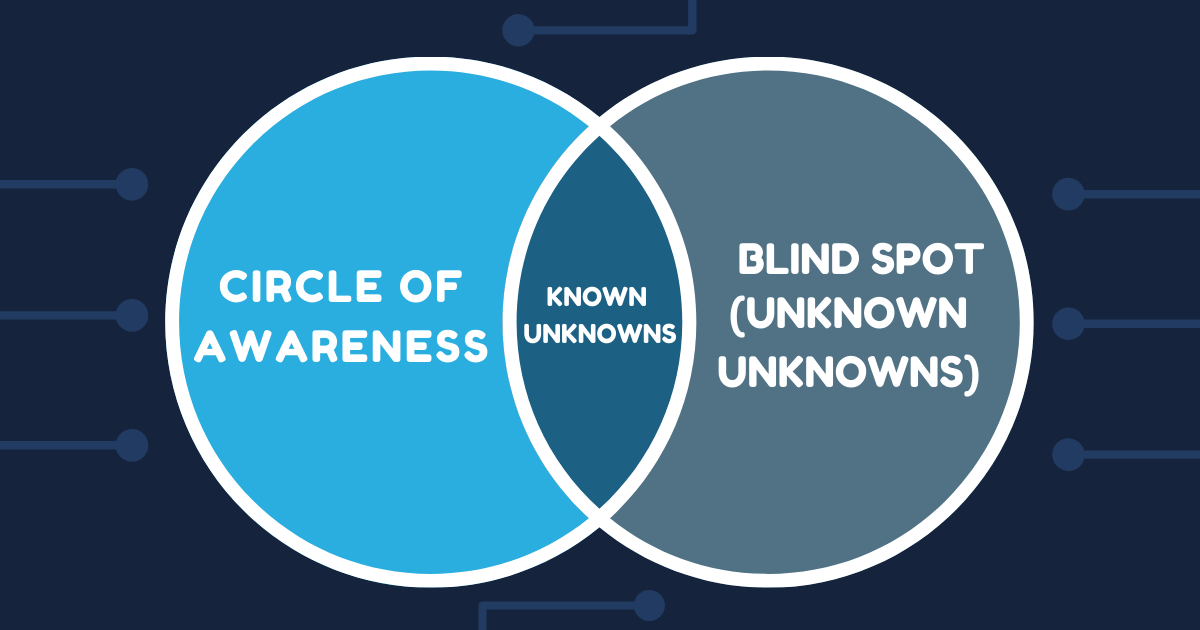 CIRCLE OF
AWARENESS
KNOWN
UNKNOWNS
BLIND SPOT
(UNKNOWN
UNKNOWNS)